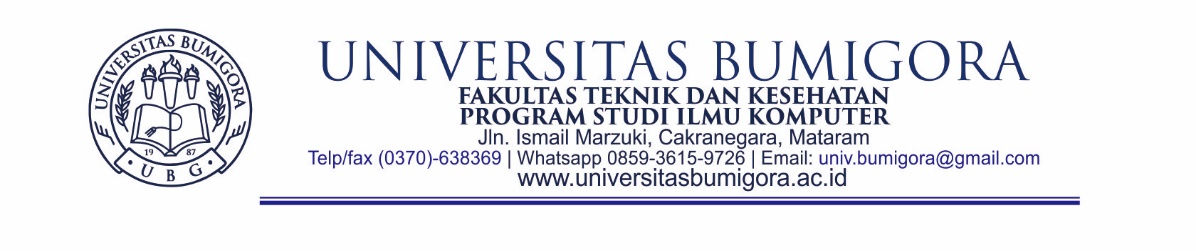 UNIVERSITAS BUMIGORA
19 87
UBG
UNIVERSITAS BUMIGORA
FAKULTAS TEKNIK DAN KESEHATAN
PROGRAM STUDI ILMU KOMPUTER
Jln. Ismail Marzuki, Cakranegara, Mataram
Telp/fax (0370)-638369 | Whatsapp 0859-3615-9726 | Email: univ.bumigora@gmail.com
www.universitasbumigora.ac.id